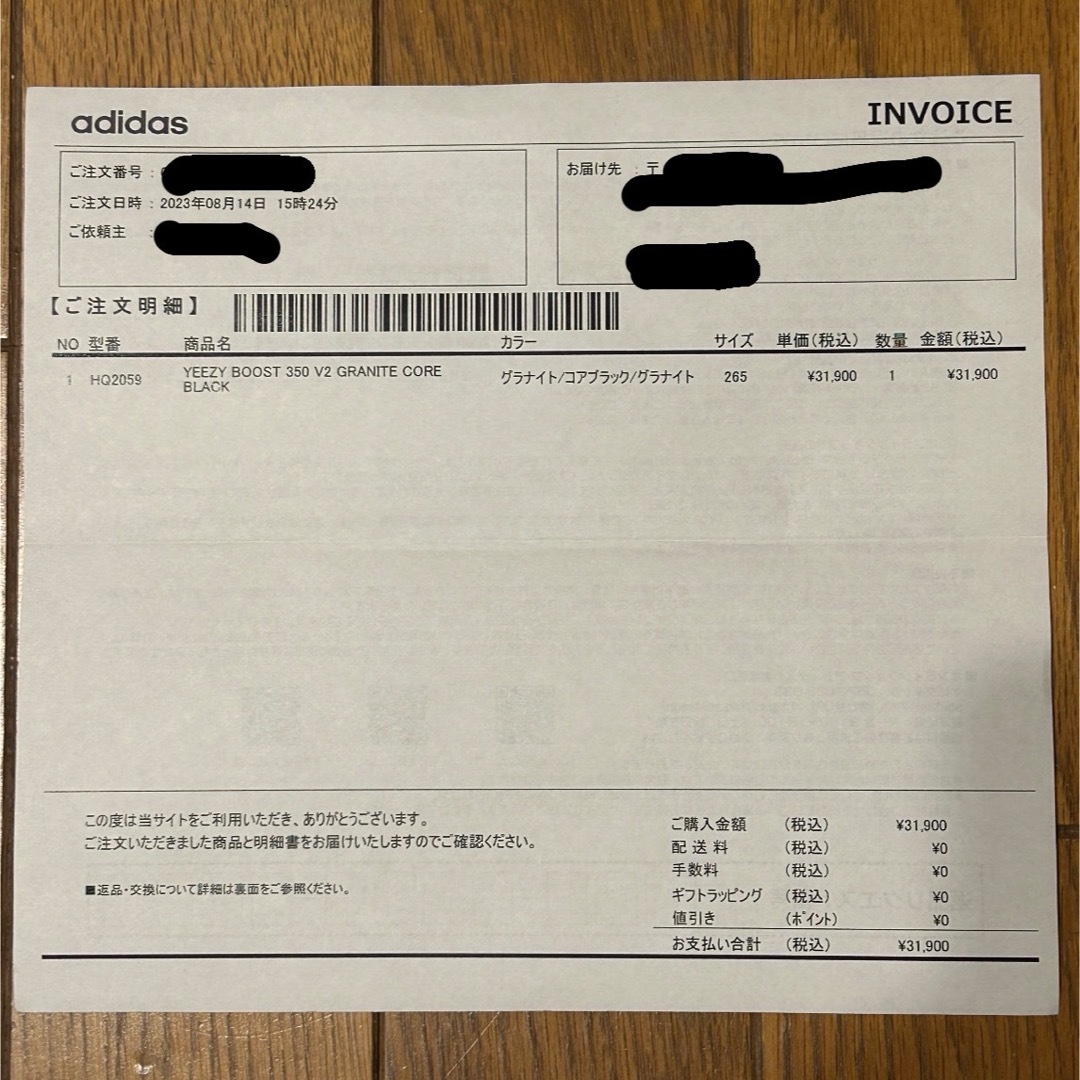 adidas
INVOICE
ご注文番号 :
ご注文日時 : 2023年08月14日 15時24分
ご依頼主 :
お届け先 : 〒
【ご注文明細】
NO 型番 商品名 カラー サイズ 単価(税込) 数量 金額(税込)
1 HQ2059 YEEZY BOOST 350 V2 GRANITE CORE グラナイト/コアブラック/グラナイト 265 ¥31,900 1 ¥31,900
BLACK
この度は当サイトをご利用いただき、ありがとうございます。
ご注文いただきました商品と明細書をお届けいたしますのでご確認ください。
■返品・交換について詳細は裏面をご参照ください。
ご購入金額 (税込) ¥31,900
配送料 (税込) ¥0
手数料 (税込) ¥0
ギフトラッピング (税込) ¥0
値引き (ポイント) ¥0
お支払い合計 (税込) ¥31,900